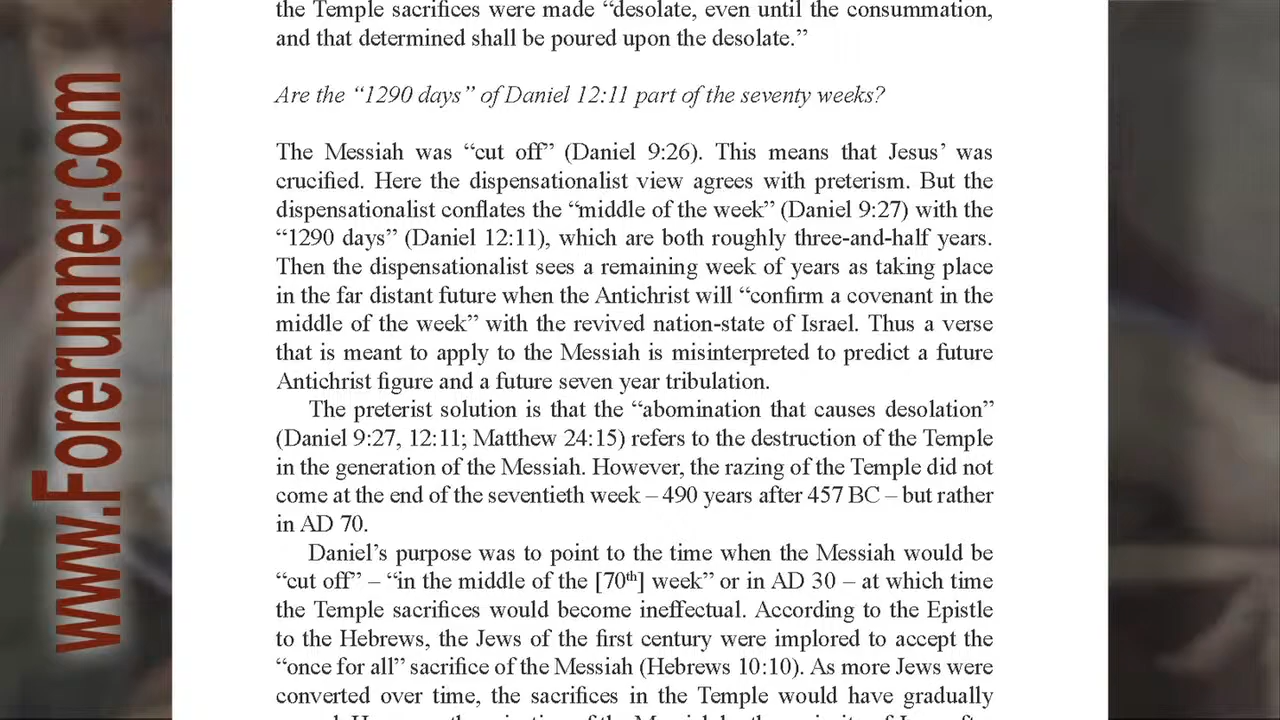 www.Forerunner.com
the Temple sacrifices were made “desolate, even until the consummation,
and that determined shall be poured upon the desolate.”
Are the “1290 days” of Daniel 12:11 part of the seventy weeks?
The Messiah was “cut off” (Daniel 9:26). This means that Jesus’ was
crucified. Here the dispensationalist view agrees with preterism. But the
dispensationalist conflates the “middle of the week” (Daniel 9:27) with the
“1290 days” (Daniel 12:11), which are both roughly three-and-half years.
Then the dispensationalist sees a remaining week of years as taking place
in the far distant future when the Antichrist will “confirm a covenant in the
middle of the week” with the revived nation-state of Israel. Thus a verse
that is meant to apply to the Messiah is misinterpreted to predict a future
Antichrist figure and a future seven year tribulation.
The preterist solution is that the “abomination that causes desolation”
(Daniel 9:27, 12:11; Matthew 24:15) refers to the destruction of the Temple
in the generation of the Messiah. However, the razing of the Temple did not
come at the end of the seventieth week – 490 years after 457 BC – but rather
in AD 70.
Daniel’s purpose was to point to the time when the Messiah would be
“cut off” – “in the middle of the [70th] week” or in AD 30 – at which time
the Temple sacrifices would become ineffectual. According to the Epistle
to the Hebrews, the Jews of the first century were implored to accept the
“once for all” sacrifice of the Messiah (Hebrews 10:10). As more Jews were
converted over time, the sacrifices in the Temple would have gradually